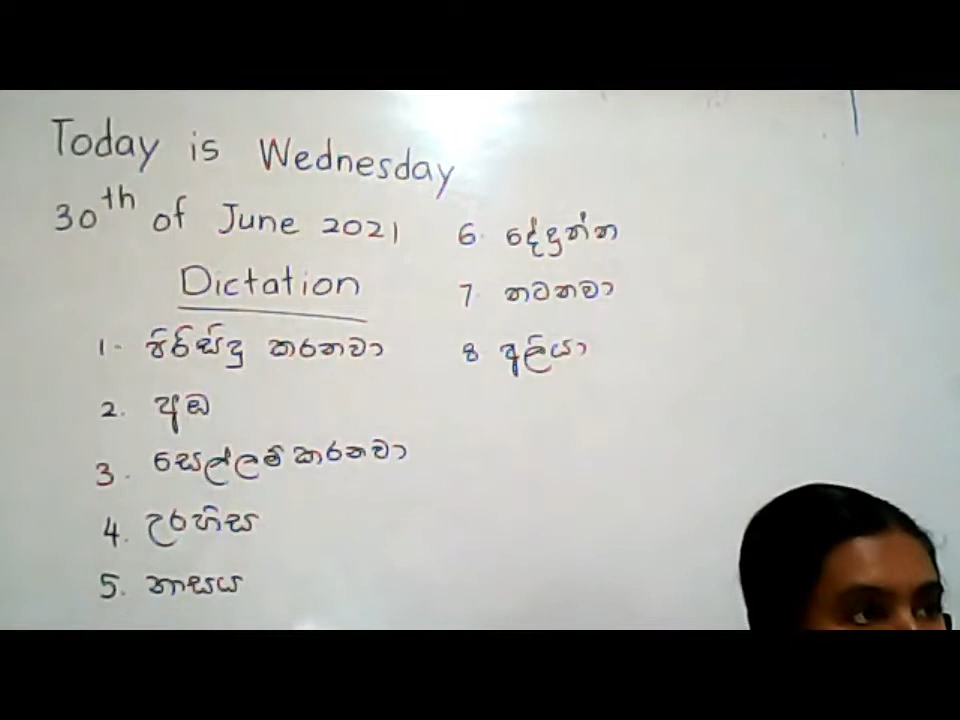 Today is Wednesday
30th of June 2021
Dictation
1. පිරිසිදු කරනවා
2. අඹ
3. සෙල්ලම් කරනවා
4. උරහිස
5. නාසය
6. දේදුන්න
7. නටනවා
8 අලියා